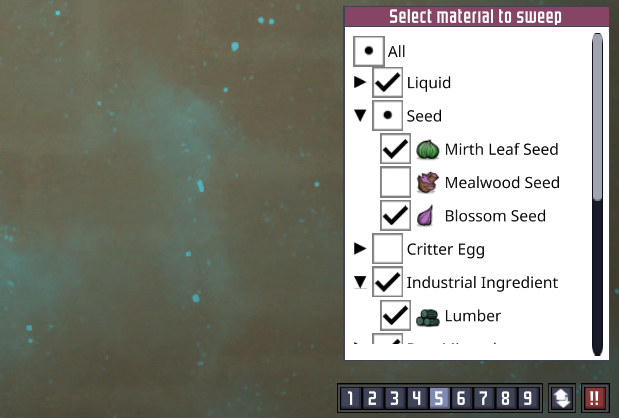 Select material to sweep
All
Liquid
Seed
Mirth Leaf Seed
Mealwood Seed
Blossom Seed
Critter Egg
Industrial Ingredient
Lumber
1 2 3 4 5 6 7 8 9 !!